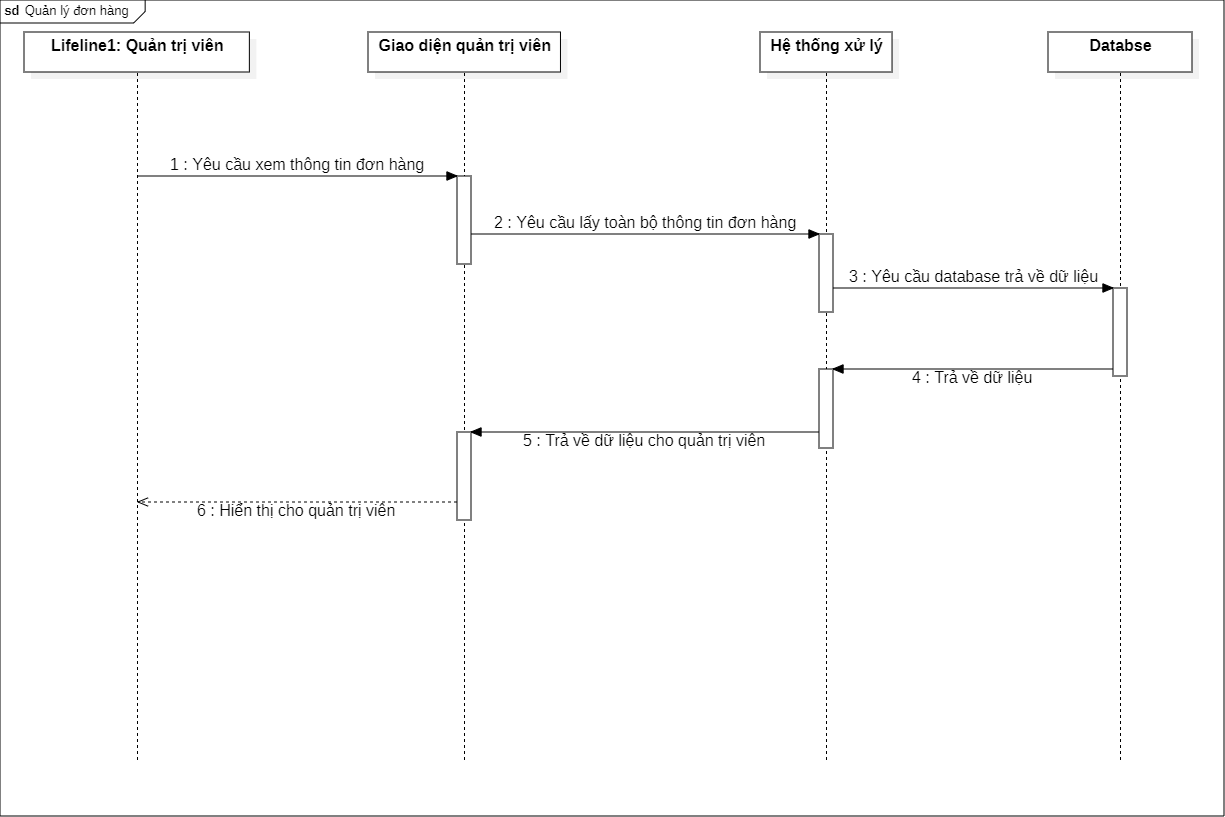 sd Quản lý đơn hàng
Lifeline1: Quản trị viên
Giao diện quản trị viên
Hệ thống xử lý
Databse
1 : Yêu cầu xem thông tin đơn hàng
2 : Yêu cầu lấy toàn bộ thông tin đơn hàng
3 : Yêu cầu database trả về dữ liệu
4 : Trả về dữ liệu
5 : Trả về dữ liệu cho quản trị viên
6 : Hiển thị cho quản trị viên